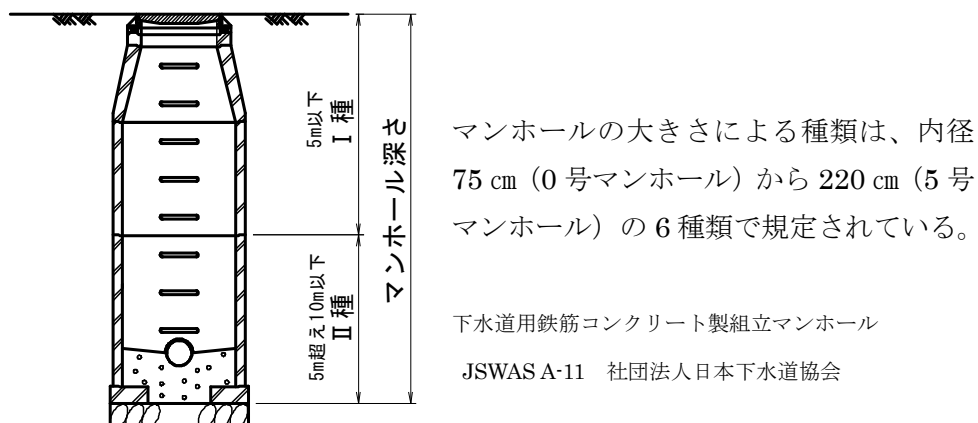 5m以下
Ⅰ種
5m超え10m以下
Ⅱ種
マンホール深さ
マンホールの大きさによる種類は、内径
75 ㎝（0 号マンホール）から 220 ㎝（5 号
マンホール）の 6 種類で規定されている。
下水道用鉄筋コンクリート製組立マンホール
JSWAS A-11　社団法人日本下水道協会